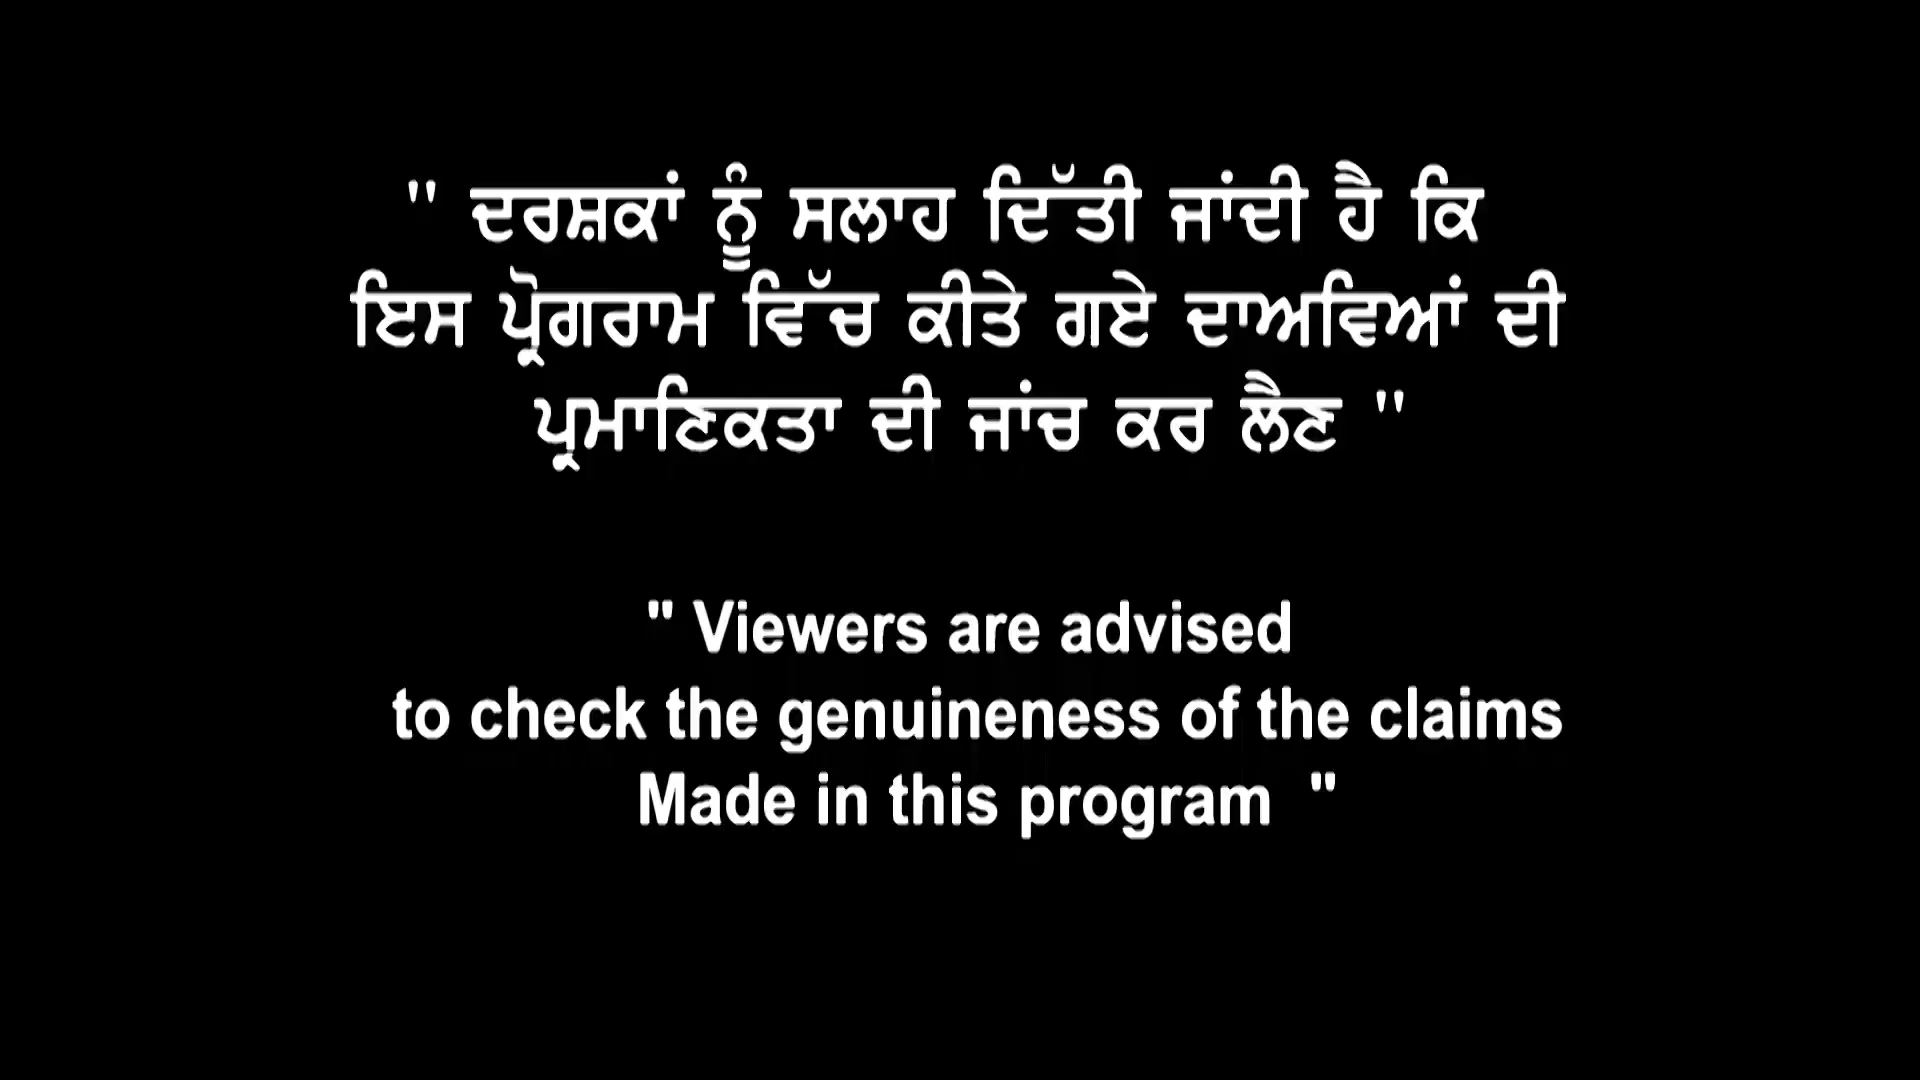 " ਦਰਸ਼ਕਾਂ ਨੂੰ ਸਲਾਹ ਦਿੱਤੀ ਜਾਂਦੀ ਹੈ ਕਿ
ਇਸ ਪ੍ਰੋਗਰਾਮ ਵਿੱਚ ਕੀਤੇ ਗਏ ਦਾਅਵਿਆਂ ਦੀ
ਪ੍ਰਮਾਣਿਕਤਾ ਦੀ ਜਾਂਚ ਕਰ ਲੈਣ "
" Viewers are advised
to check the genuineness of the claims
Made in this program "